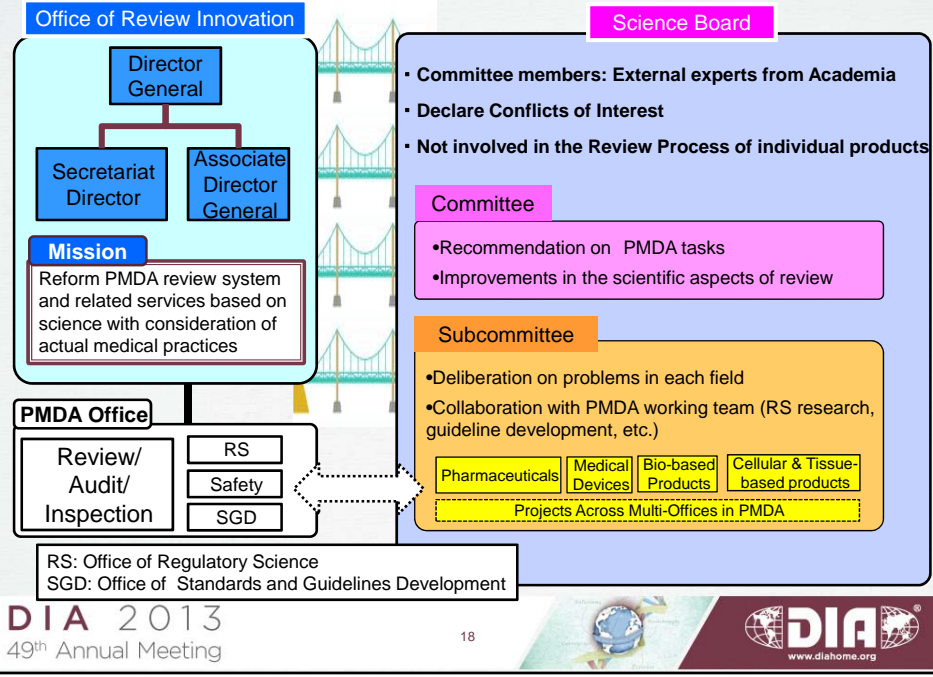 Office of Review Innovation
Director
General
Secretariat
Director
Associate
Director
General
Mission
Reform PMDA review system
and related services based on
science with consideration of
actual medical practices
PMDA Office
Review/
Audit/
Inspection
RS
Safety
SGD
RS: Office of Regulatory Science
SGD: Office of Standards and Guidelines Development
Science Board
▪ Committee members: External experts from Academia
▪ Declare Conflicts of Interest
▪ Not involved in the Review Process of individual products
Committee
•Recommendation on PMDA tasks
•Improvements in the scientific aspects of review
Subcommittee
•Deliberation on problems in each field
•Collaboration with PMDA working team (RS research,
guideline development, etc.)
Pharmaceuticals
Medical
Devices
Bio-based
Products
Cellular & Tissue-
based products
Projects Across Multi-Offices in PMDA
DIA 2013
49th Annual Meeting
18
DIA®
www.diahome.org